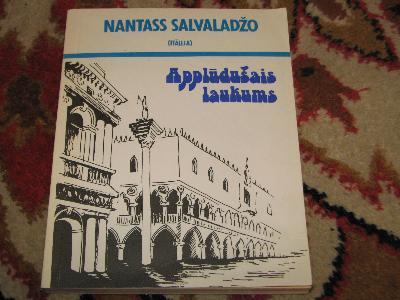 NANTASS SALVALADŽO
(ITĀLIJA)
Applūdušais
laukums